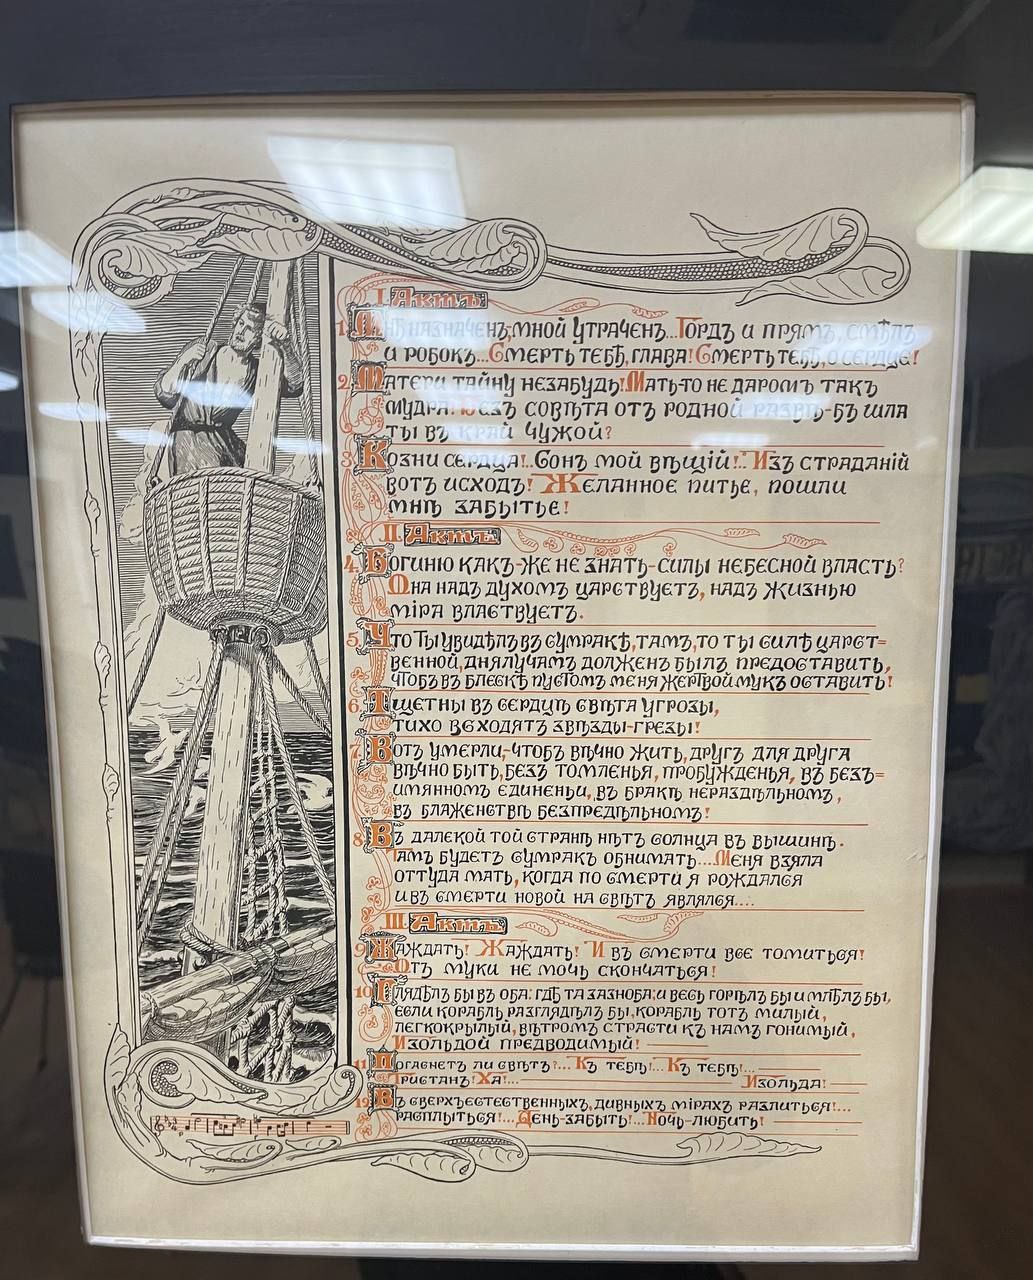 I. Актъ.
1. Мнѣ назначенъ, мной утраченъ... Гордъ и прямъ, смѣлъ
и робокъ... Смерть тебѣ, глава! Смерть тебѣ, о сердце!
2. Матери тайну незабудь! Мать-то не даромъ такъ
мудра. Безъ совѣта отъ родной развѣ-бъ шла
ты въ край чужой?
3. Козни сердца!.. Сонъ мой вѣщій!.. Изъ страданій
вотъ исходъ! Желанное питье, пошли
мнѣ забытье!
II. Актъ.
4. Богиню какъ-же не знать-силы небесной власть?
Она надъ духомъ царствуетъ, надъ жизнью
міра властвуетъ.
5. Что ты увидѣлъ въ сумракѣ, тамъ, то ты силѣ царст=
венной, дня лучамъ долженъ былъ предоставить,
чтобъ въ блескѣ пустомъ меня жертвой мукъ оставить!
6. Тщетны въ сердцѣ свѣта угрозы,
тихо всходятъ звѣзды-грезы!
7. Вотъ умерли,-чтобъ вѣчно жить, другъ для друга
вѣчно быть, безъ томленья, пробужденья, въ безъ=
имянномъ единеньи, въ бракѣ нераздѣльномъ,
въ блаженствѣ безпредѣльномъ!
8. Въ далекой той странѣ нѣтъ солнца въ вышинѣ.
Тамъ будетъ сумракъ обнимать... Меня взяла
оттуда мать, когда по смерти я рождался
и въ смерти новой на свѣтъ являлся....
III. Актъ.
9. Жаждать! Жаждать! И въ смерти все томиться!
Отъ муки не мочь скончаться!
10. Глядѣлъ бы въ оба: гдѣ та зазноба; и весь горѣлъ бы и млѣлъ бы,
если корабль разглядѣлъ бы, корабль тотъ милый,
легкокрылый, вѣтромъ страсти къ намъ гонимый,
Изольдой предводимый!
11. Погаснетъ ли свѣтъ?... Къ тебѣ!... Къ тебѣ!...
Тристанъ! Ха!... Изольда!
12. Въ сверхъестественныхъ, дивныхъ мірахъ разлиться!...
расплыться!... День-забыть!... Ночь-любить!